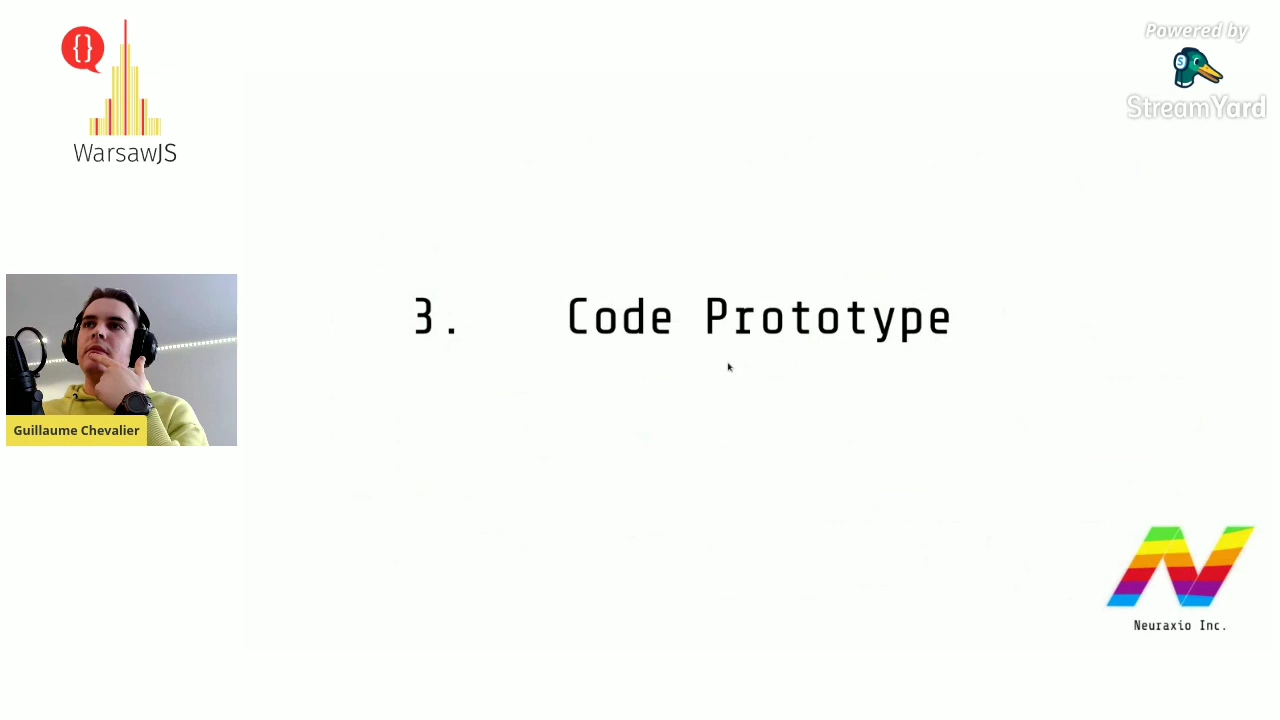 {}
WarsawJS
Powered by
S
StreamYard
3. Code Prototype
Guillaume Chevalier
Neuraxio Inc.